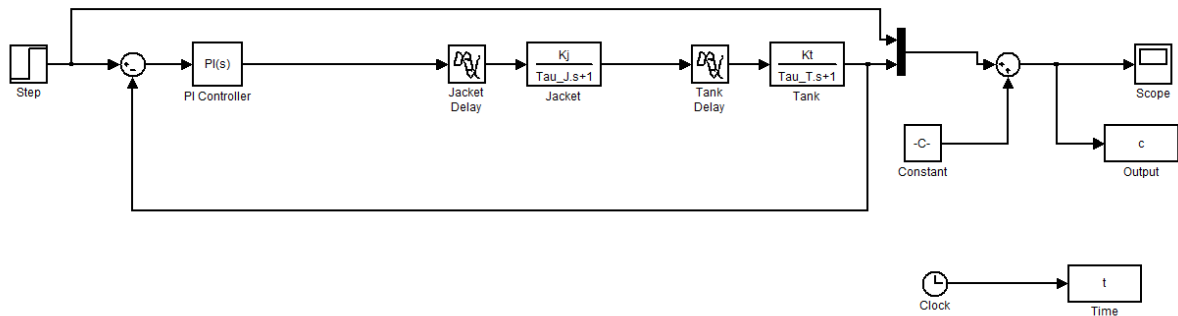 Step
+
-
PI(s)
PI Controller
Jacket
Delay
Kj
Tau_J.s+1
Jacket
Tank
Delay
Kt
Tau_T.s+1
Tank
+
+
Scope
-C-
Constant
c
Output
Clock
t
Time